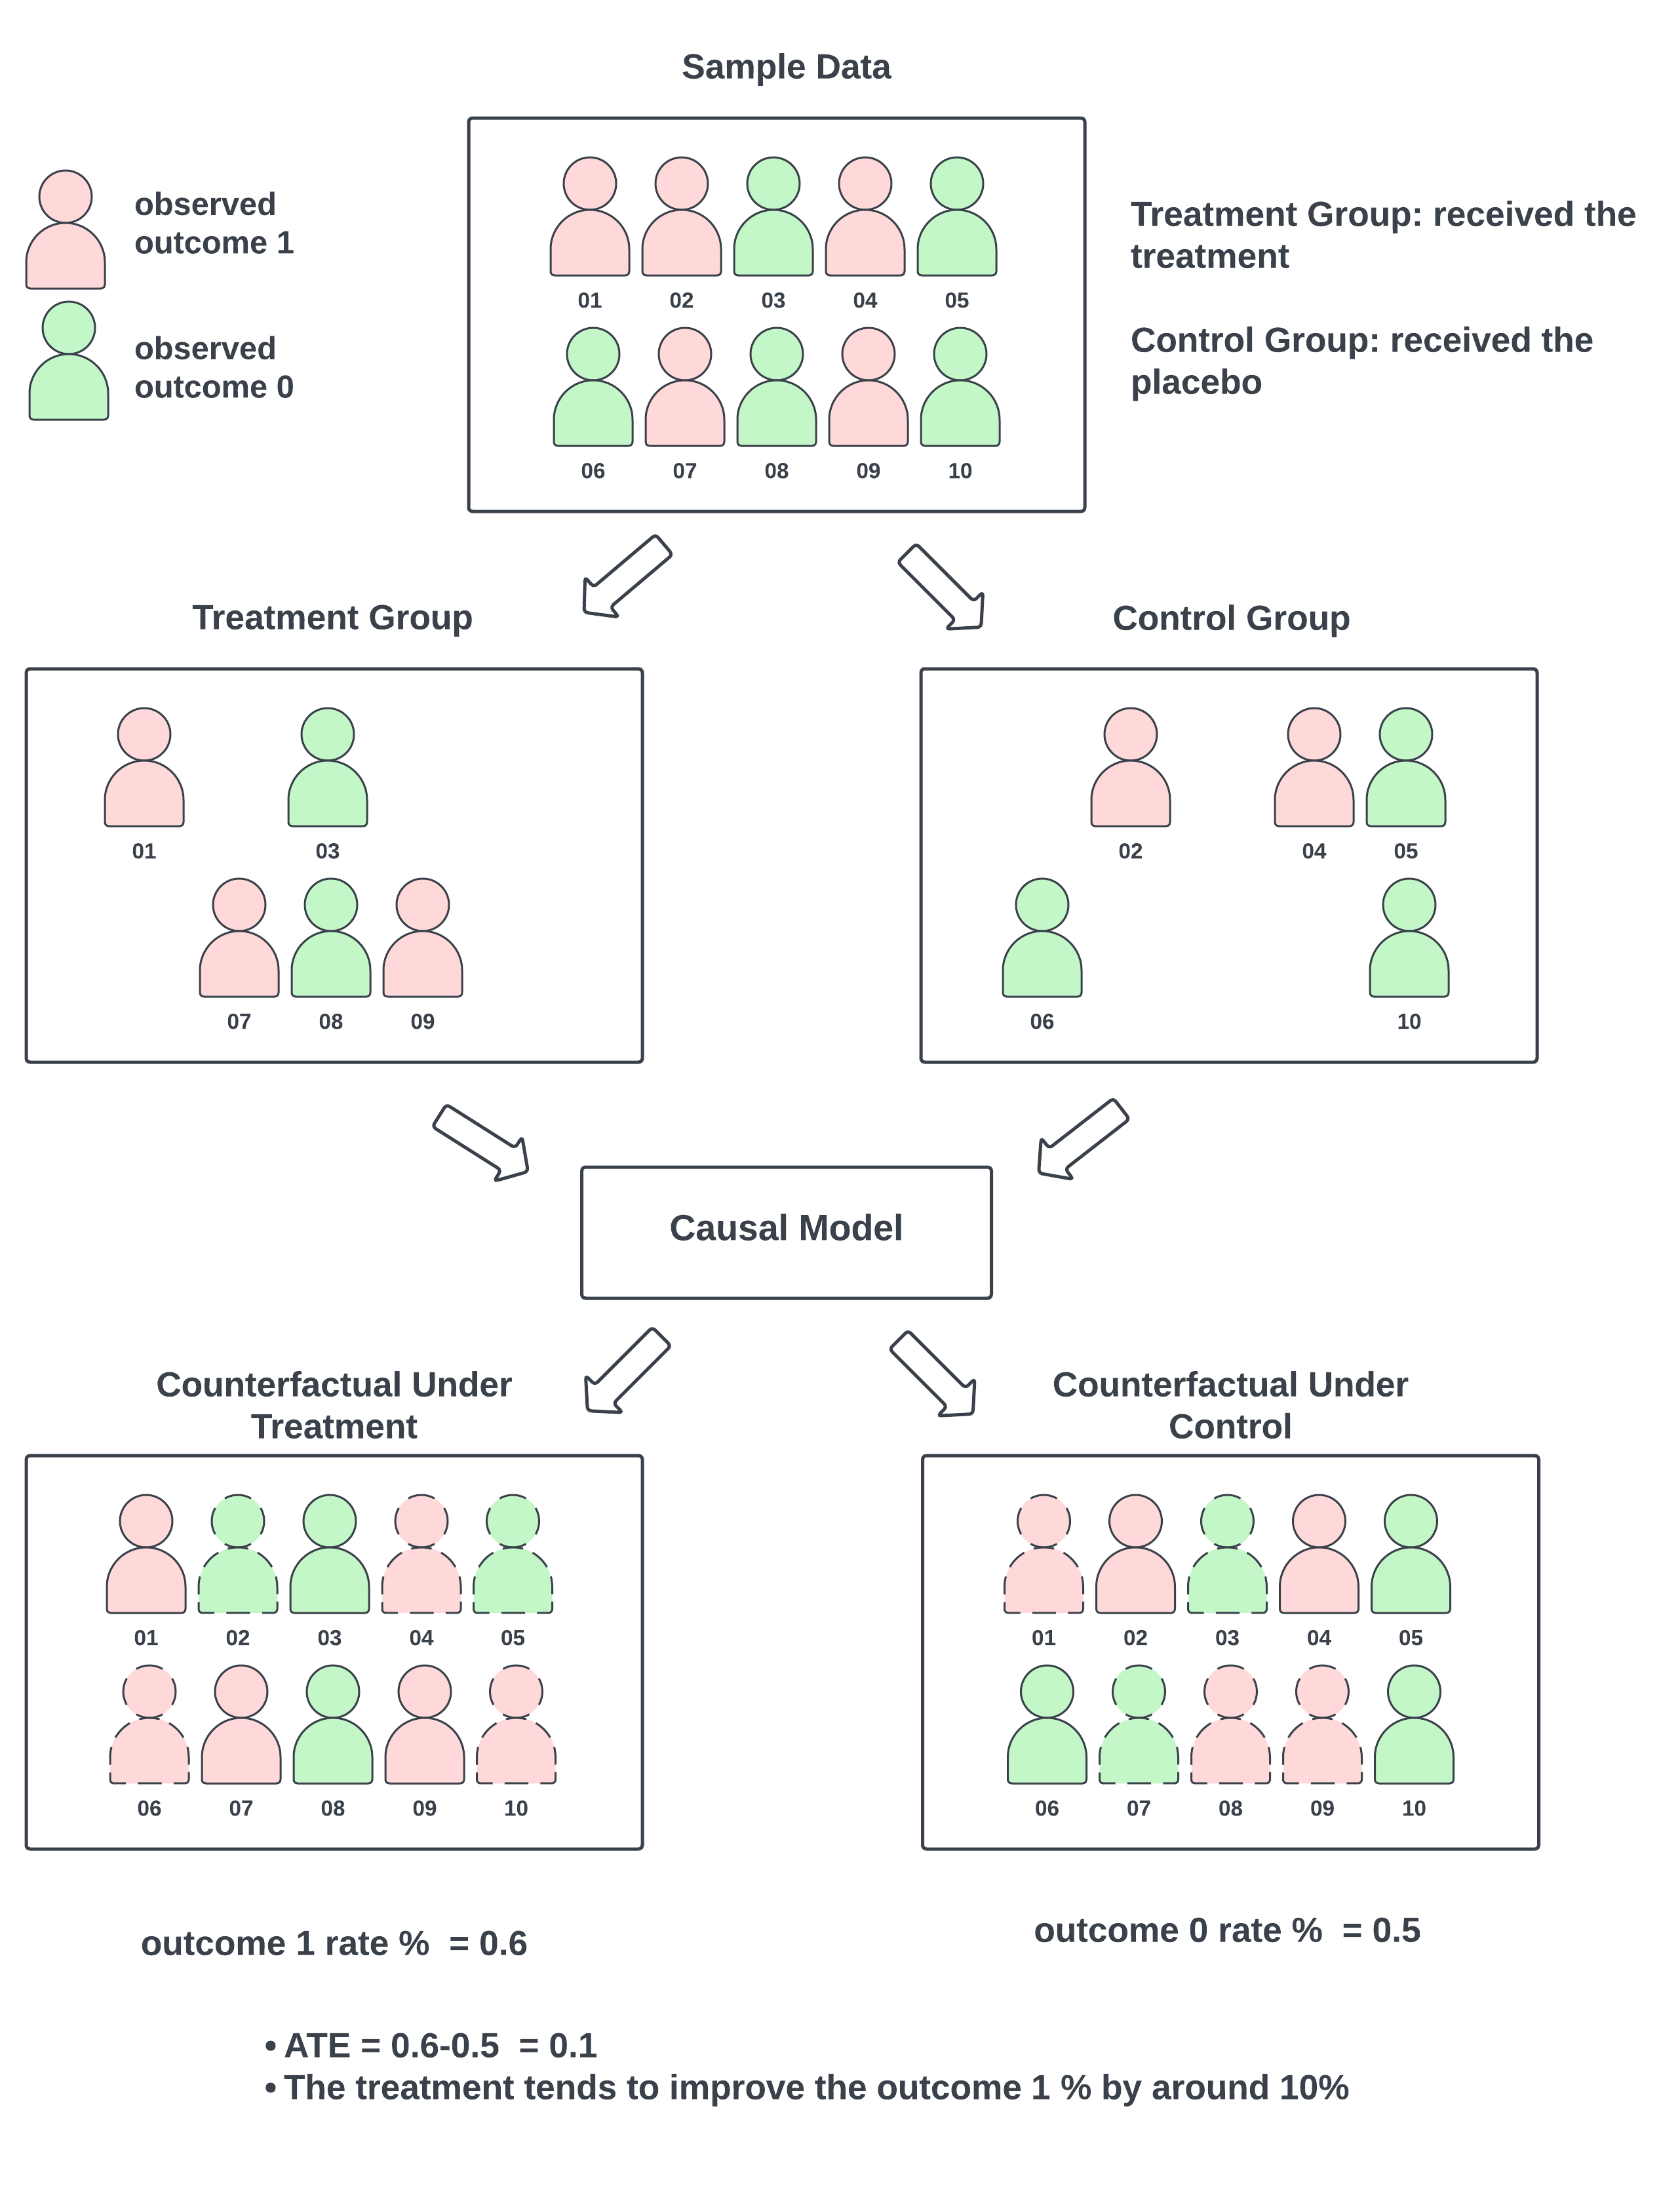 Sample Data
observed
outcome 1
observed
outcome 0
01 02 03 04 05
06 07 08 09 10
Treatment Group: received the
treatment
Control Group: received the
placebo
Treatment Group
01 03
07 08 09
Control Group
02 04 05
06 10
Causal Model
Counterfactual Under
Treatment
01 02 03 04 05
06 07 08 09 10
Counterfactual Under
Control
01 02 03 04 05
06 07 08 09 10
outcome 1 rate % = 0.6
outcome 0 rate % = 0.5
• ATE = 0.6-0.5 = 0.1
• The treatment tends to improve the outcome 1 % by around 10%